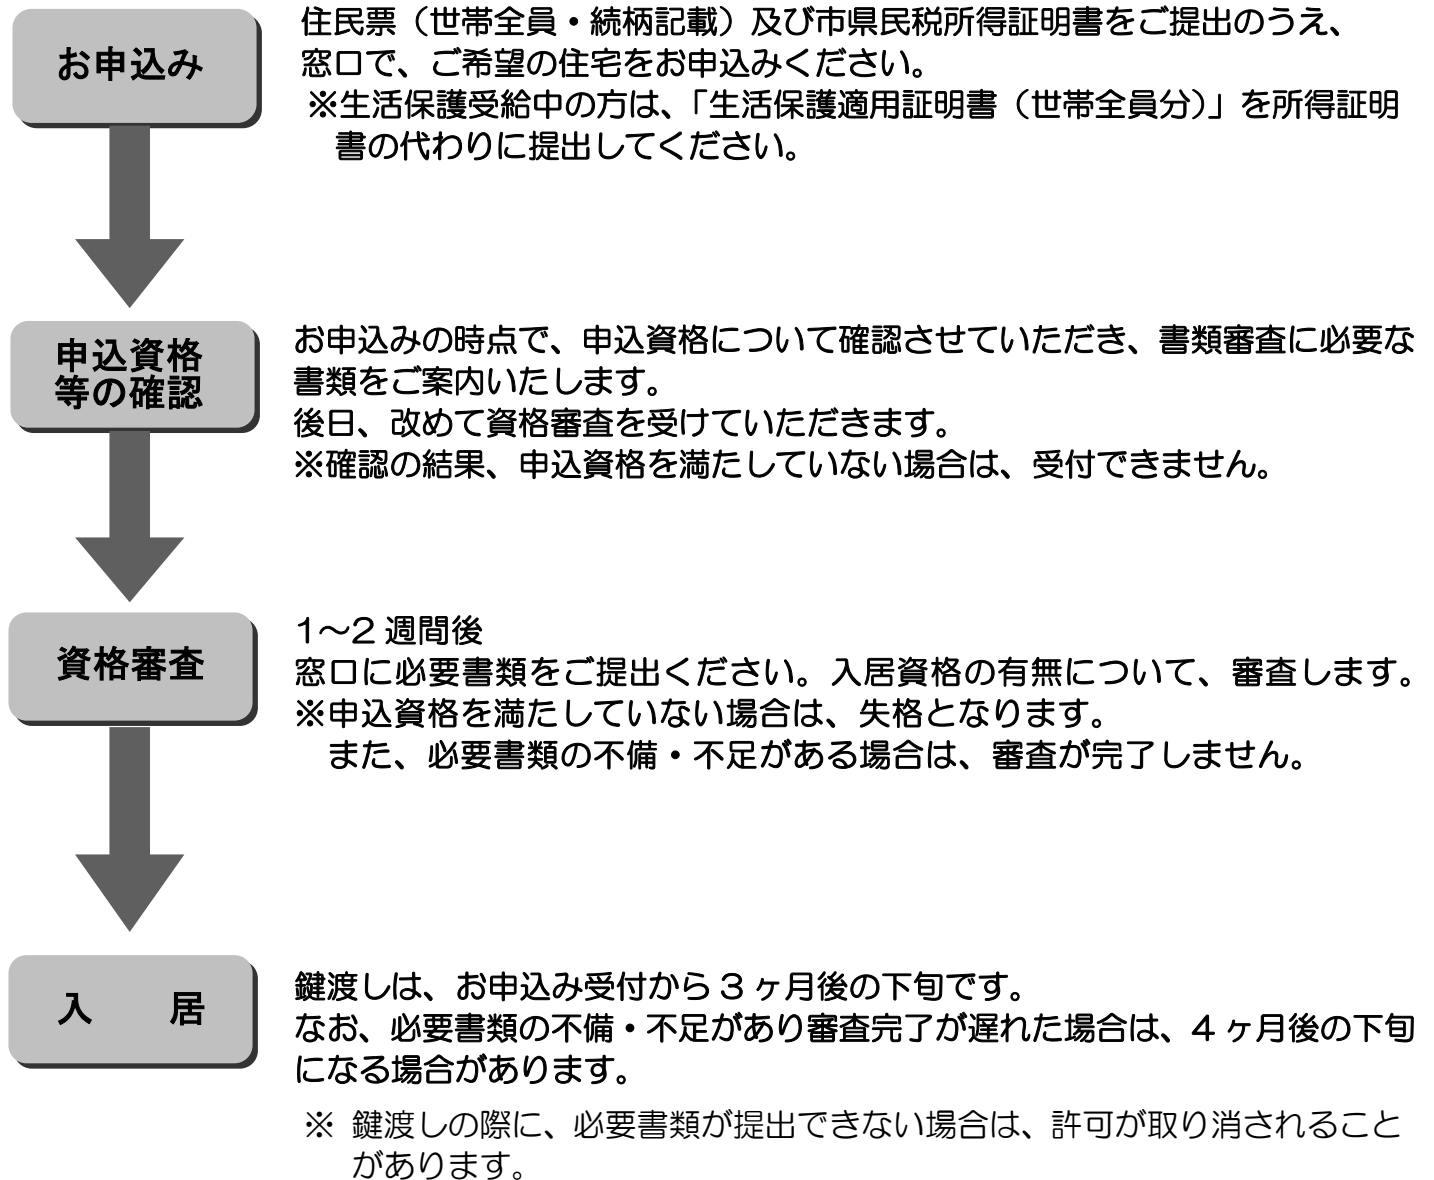 お申込み
住民票（世帯全員・続柄記載）及び市県民税所得証明書をご提出のうえ、
窓口で、ご希望の住宅をお申込みください。
※生活保護受給中の方は、「生活保護適用証明書（世帯全員分）」を所得証明
書の代わりに提出してください。
申込資格
等の確認
お申込みの時点で、申込資格について確認させていただき、書類審査に必要な
書類をご案内いたします。
後日、改めて資格審査を受けていただきます。
※確認の結果、申込資格を満たしていない場合は、受付できません。
資格審査
1～2 週間後
窓口に必要書類をご提出ください。入居資格の有無について、審査します。
※申込資格を満たしていない場合は、失格となります。
また、必要書類の不備・不足がある場合は、審査が完了しません。
入　　居
鍵渡しは、お申込み受付から 3 ヶ月後の下旬です。
なお、必要書類の不備・不足があり審査完了が遅れた場合は、4 ヶ月後の下旬
になる場合があります。
※ 鍵渡しの際に、必要書類が提出できない場合は、許可が取り消されること
があります。